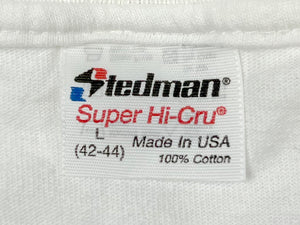 Stedman®
Super Hi-Cru®
L
(42-44)
Made In USA
100% Cotton